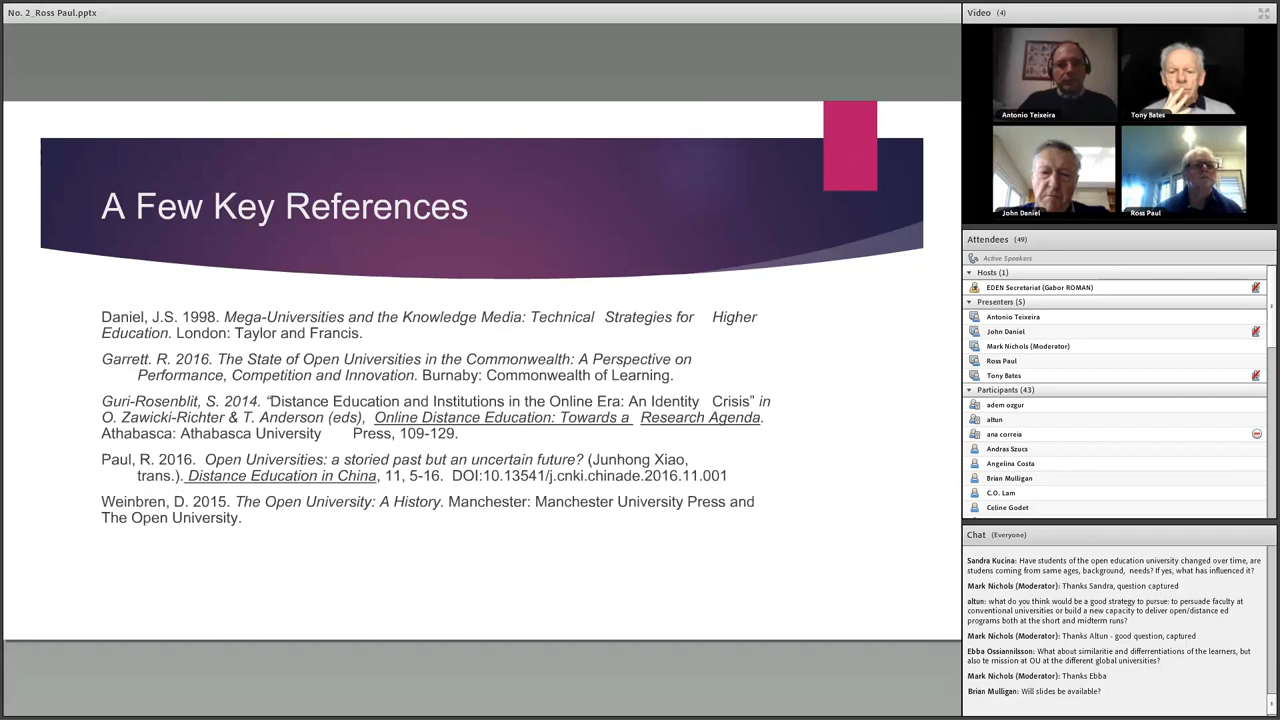 No. 2_Ross Paul.pptx
A Few Key References
Daniel, J.S. 1998. Mega-Universities and the Knowledge Media: Technical Strategies for Higher
Education. London: Taylor and Francis.
Garrett. R. 2016. The State of Open Universities in the Commonwealth: A Perspective on
Performance, Competition and Innovation. Burnaby: Commonwealth of Learning.
Guri-Rosenblit, S. 2014. “Distance Education and Institutions in the Online Era: An Identity Crisis” in
O. Zawicki-Richter & T. Anderson (eds), Online Distance Education: Towards a Research Agenda.
Athabasca: Athabasca University Press, 109-129.
Paul, R. 2016. Open Universities: a storied past but an uncertain future? (Junhong Xiao,
trans.). Distance Education in China, 11, 5-16. DOI:10.13541/j.cnki.chinade.2016.11.001
Weinbren, D. 2015. The Open University: A History. Manchester: Manchester University Press and
The Open University.
Video (4)
Antonio Teixeira
Tony Bates
John Daniel
Ross Paul
Attendees (49)
Active Speakers
Hosts (1)
EDEN Secretariat (Gabor ROMAN)
Presenters (5)
Antonio Teixeira
John Daniel
Mark Nichols (Moderator)
Ross Paul
Tony Bates
Participants (43)
adem ozgur
altun
ana correia
Andras Szucs
Angelina Costa
Brian Mulligan
C.O. Lam
Celine Godet
Chat (Everyone)
Sandra Kucina: Have students of the open education university changed over time, are
studens coming from same ages, background, needs? If yes, what has influenced it?
Mark Nichols (Moderator): Thanks Sandra, question captured
altun: what do you think would be a good strategy to pursue: to persuade faculty at
conventional universities or build a new capacity to deliver open/distance ed
programs both at the short and midterm runs?
Mark Nichols (Moderator): Thanks Altun - good question, captured
Ebba Ossiannilsson: What about similaritie and differrentiations of the learners, but
also te mission at OU at the different global universities?
Mark Nichols (Moderator): Thanks Ebba
Brian Mulligan: Will slides be available?